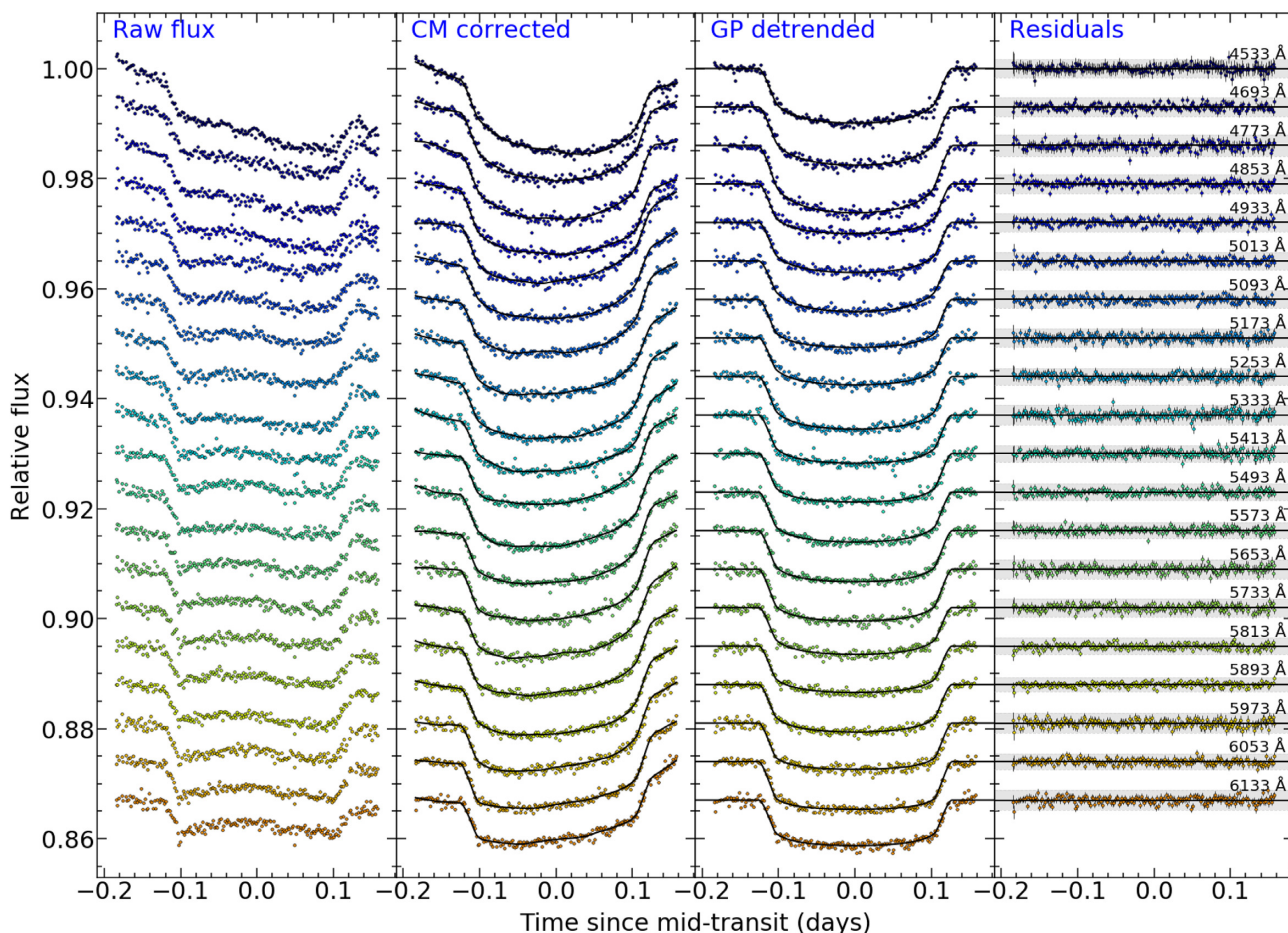 Raw flux
CM corrected
GP detrended
Residuals
4533 Å
4693 Å
4773 Å
4853 Å
4933 Å
5013 Å
5093 Å
5173 Å
5253 Å
5333 Å
5413 Å
5493 Å
5573 Å
5653 Å
5733 Å
5813 Å
5893 Å
5973 Å
6053 Å
6133 Å
1.00
0.98
0.96
0.94
0.92
0.90
0.88
0.86
Relative flux
−0.2 −0.1 0.0 0.1 −0.2 −0.1 0.0 0.1 −0.2 −0.1 0.0 0.1 −0.2 −0.1 0.0 0.1
Time since mid-transit (days)